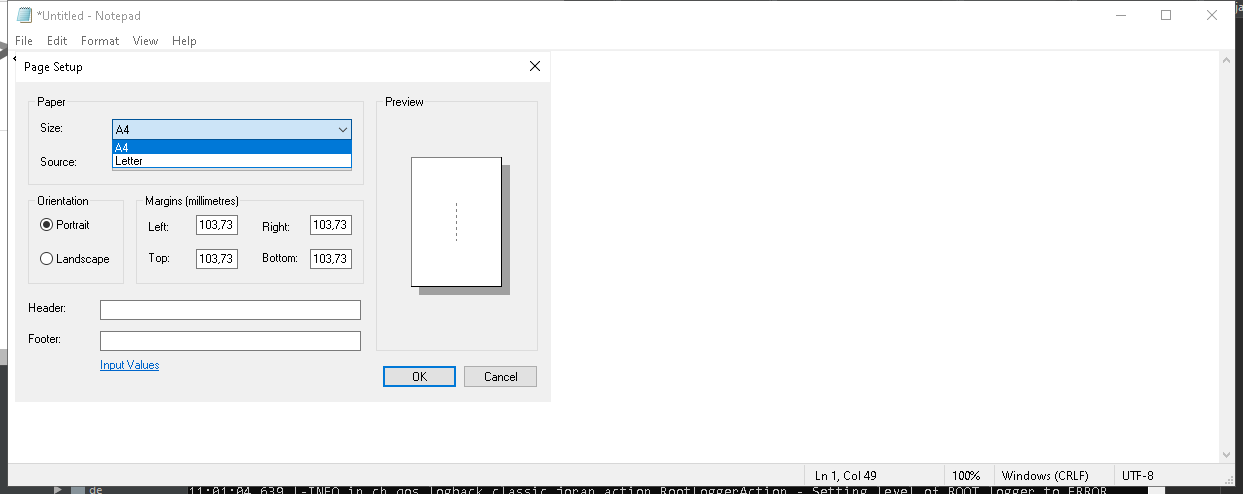 *Untitled - Notepad
File Edit Format View Help
Page Setup
Paper
Size:
A4
A4
Letter
Source:
Orientation
Portrait
Landscape
Margins (millimetres)
Left: 103,73 Right: 103,73
Top: 103,73 Bottom: 103,73
Preview
Header:
Footer:
Input Values
OK Cancel
Ln 1, Col 49 100% Windows (CRLF) UTF-8
de 11:01:04,639 |-INFO in ch.qos.logback.classic.joran.action.RootLoggerAction - Setting level of ROOT logger to ERROR